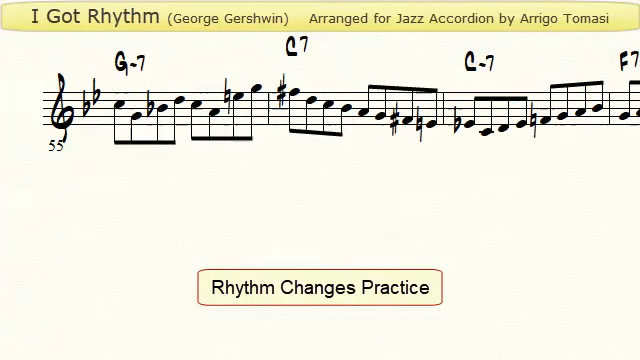 I Got Rhythm (George Gershwin) Arranged for Jazz Accordion by Arrigo Tomasi
G-7 C7 C-7 F7
55
Rhythm Changes Practice